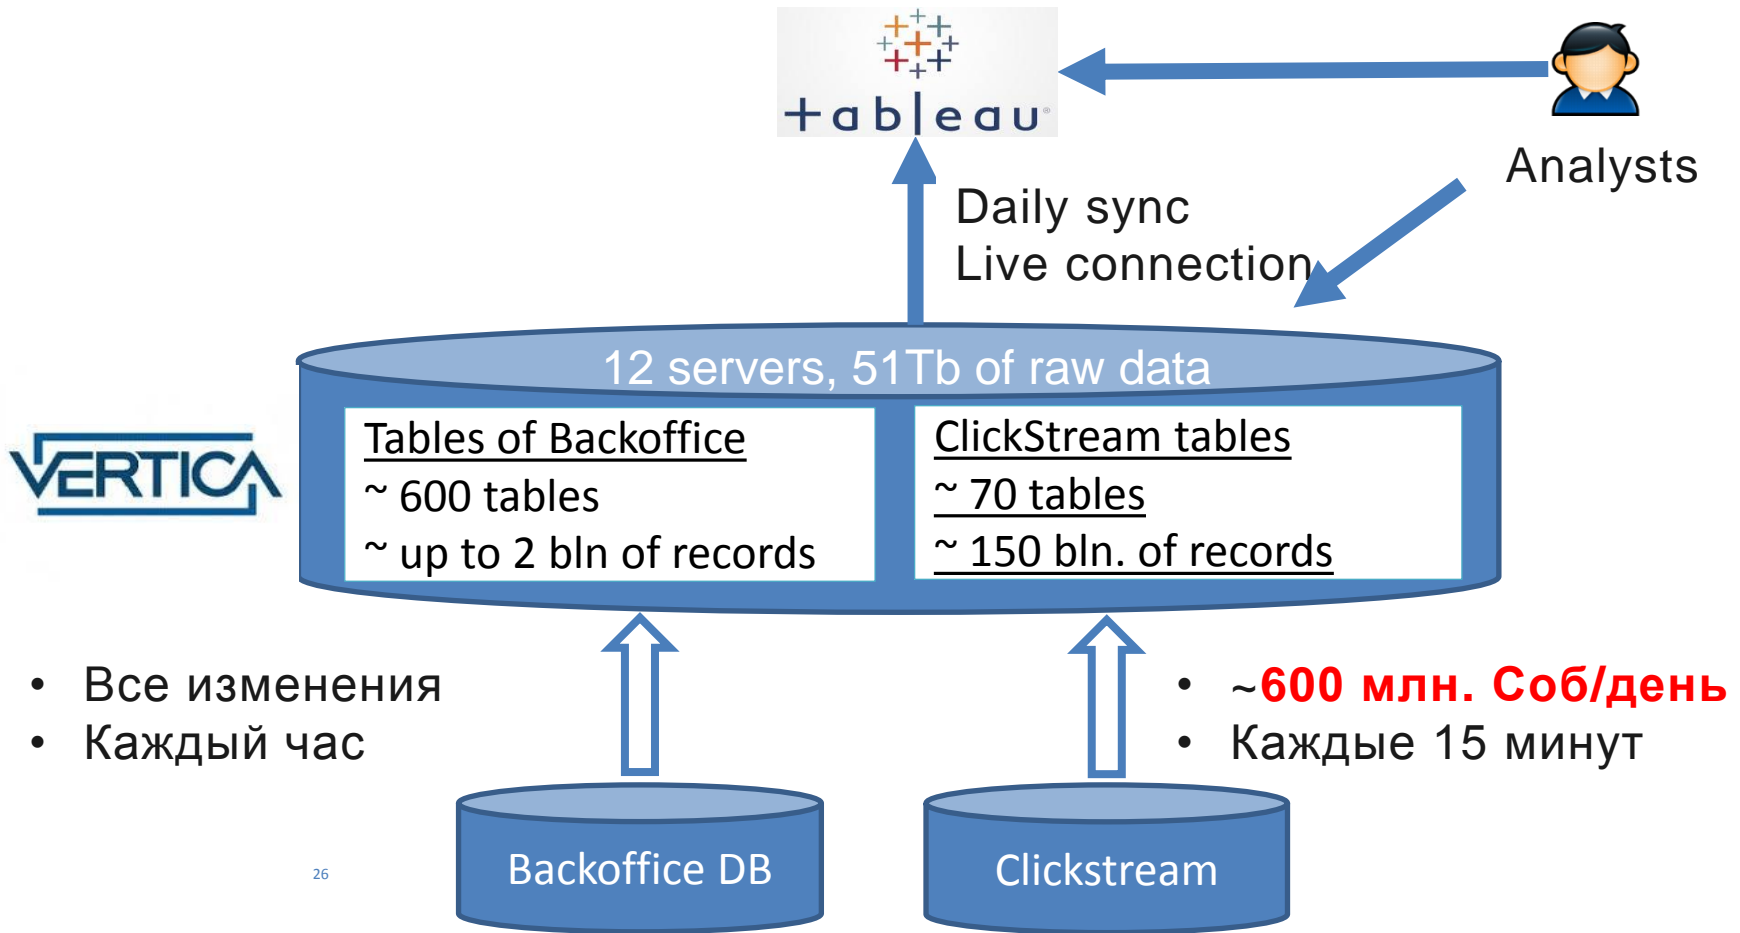 +ableau®
Analysts
Daily sync
Live connection
12 servers, 51Tb of raw data
VERTICA
Tables of Backoffice
~ 600 tables
~ up to 2 bln of records
ClickStream tables
~ 70 tables
~ 150 bln. of records
• Все изменения
• Каждый час
• ~600 млн. Соб/день
• Каждые 15 минут
Backoffice DB
Clickstream
26